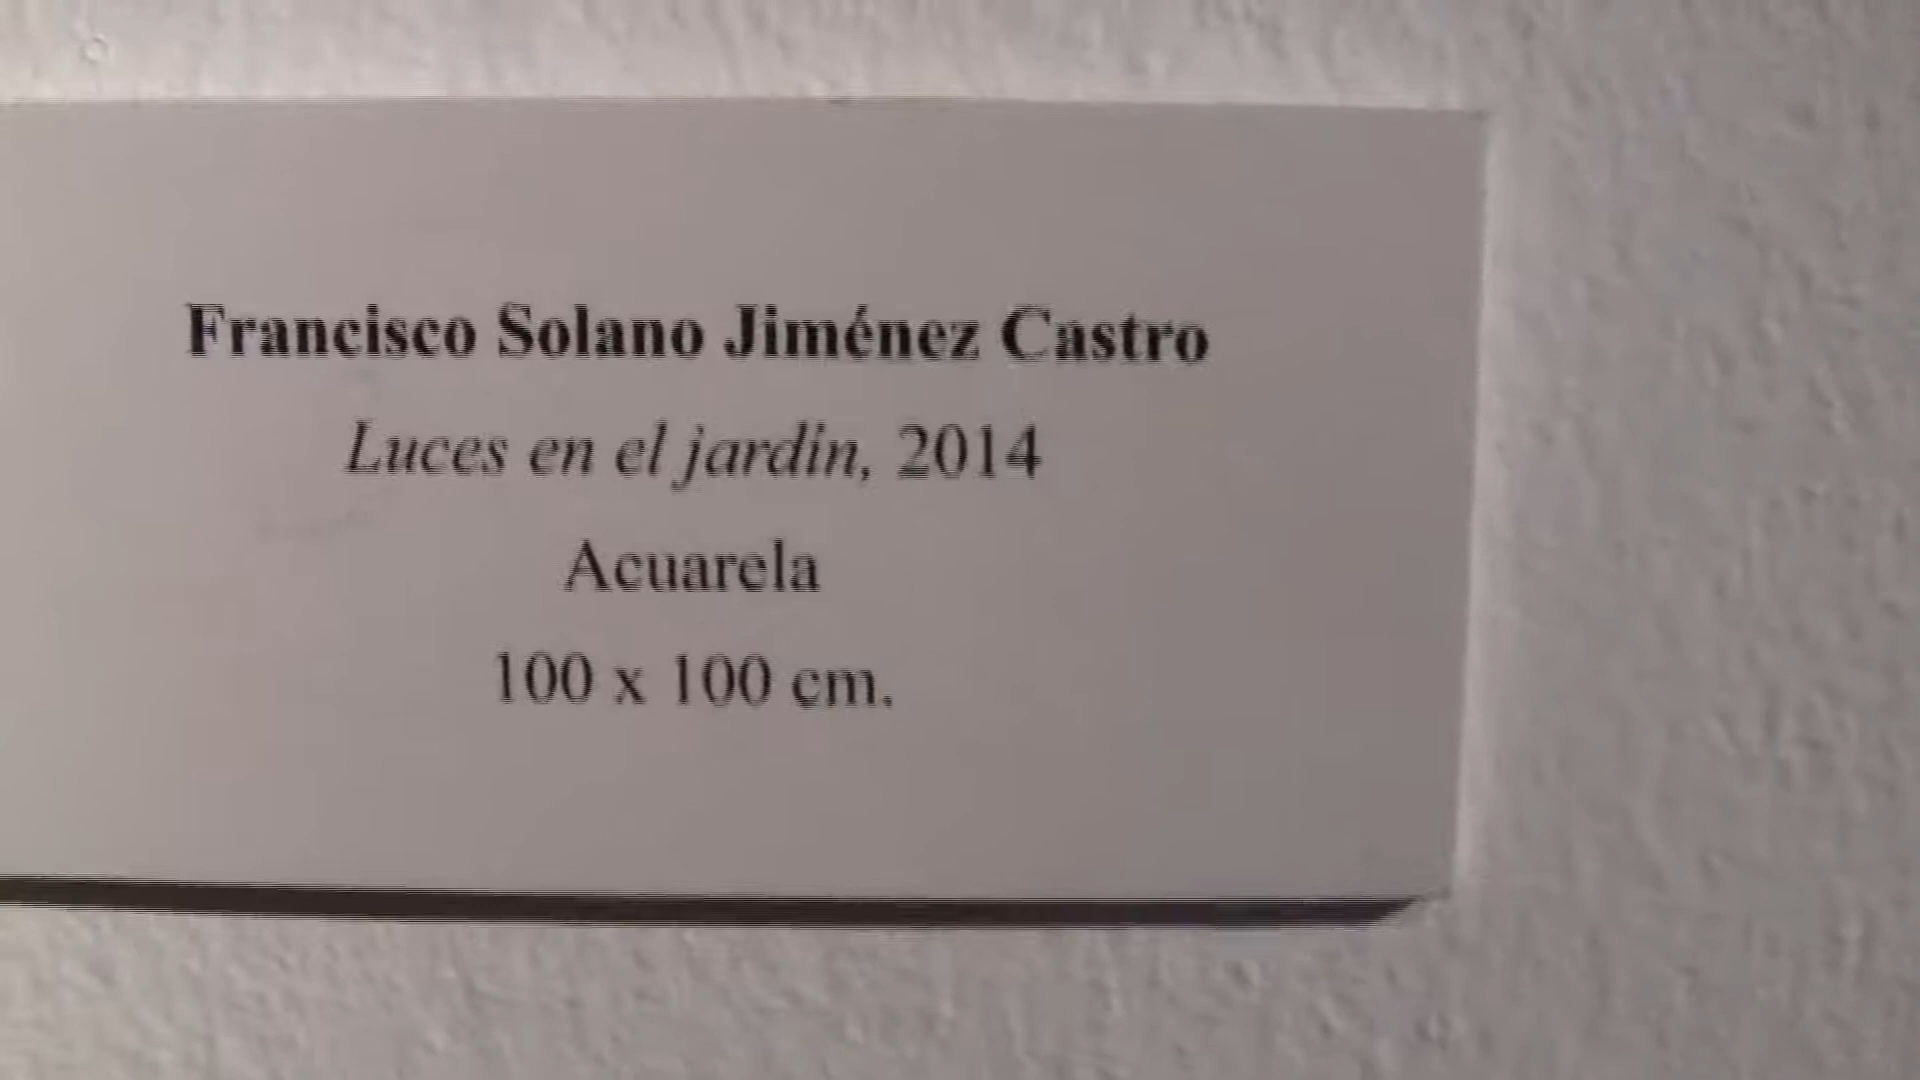 Francisco Solano Jiménez Castro
Luces en el jardín, 2014
Acuarela
100 x 100 cm.